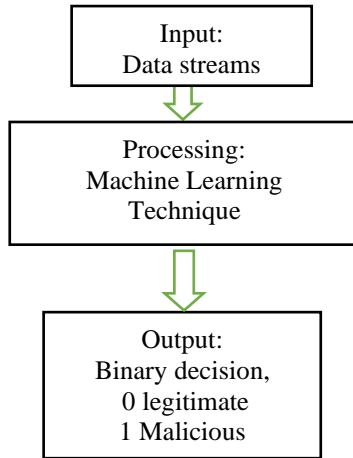 Input:
Data streams
Processing:
Machine Learning
Technique
Output:
Binary decision,
0 legitimate
1 Malicious